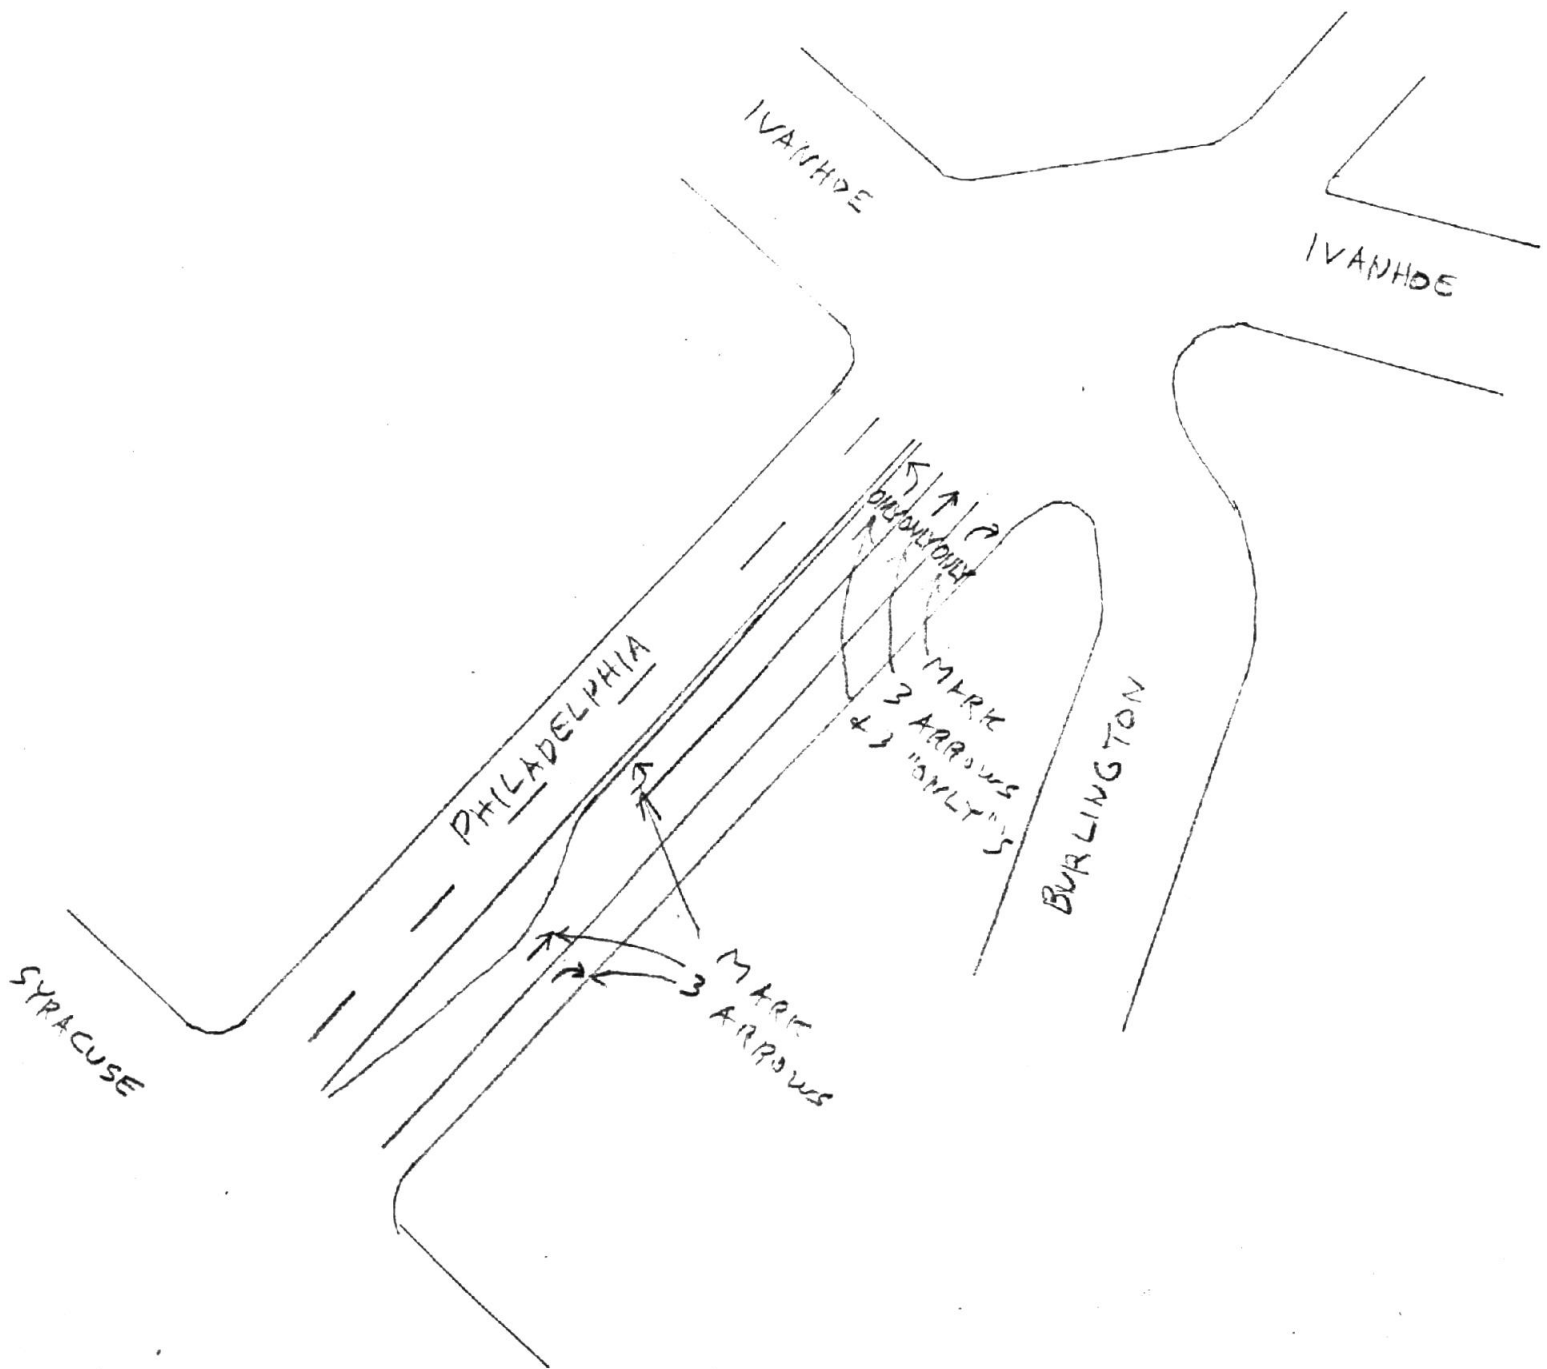 IVANHOE
IVANHOE
ONLY ONLY ONLY
PHILADELPHIA
MARK
3 ARROWS
& 3 "ONLY"S
BURLINGTON
MARK
3 ARROWS
SYRACUSE